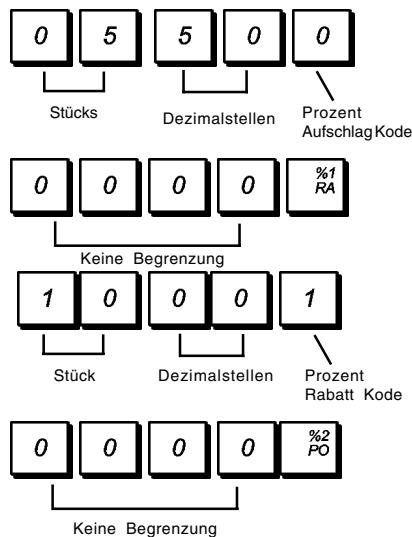 0 5 5 0 0
Stücks Dezimalstellen Prozent
Aufschlag Kode
0 0 0 0 %1
RA
Keine Begrenzung
1 0 0 0 1
Stück Dezimalstellen Prozent
Rabatt Kode
0 0 0 0 %2
PO
Keine Begrenzung